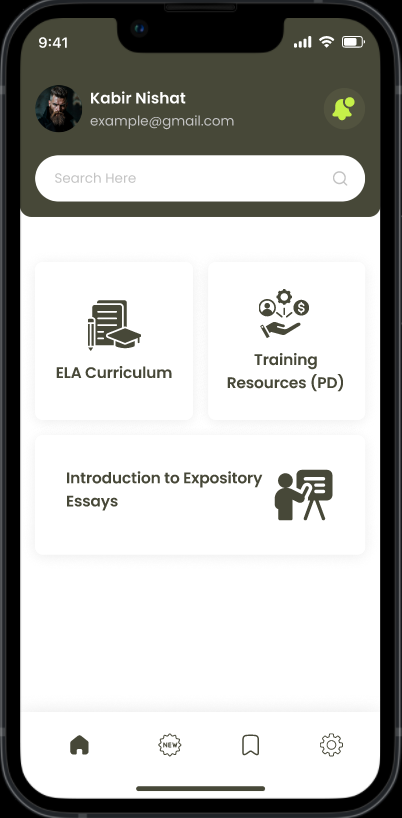 9:41
Kabir Nishat
example@gmail.com
Search Here
ELA Curriculum
Training
Resources (PD)
Introduction to Expository
Essays
NEW